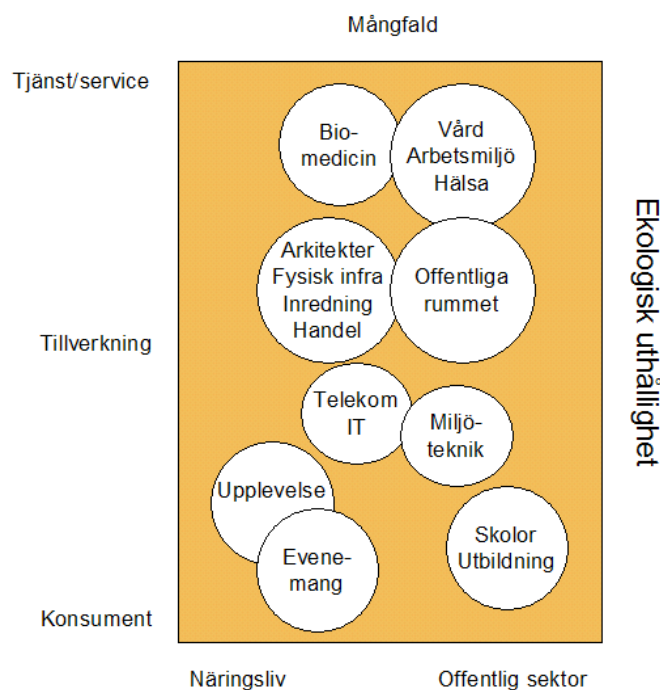 Mångfald
Tjänst/service
Bio-
medicin
Vård
Arbetsmiljö
Hälsa
Arkitekter
Fysisk infra
Inredning
Handel
Offentliga
rummet
Tillverkning
Telekom
IT
Miljö-
teknik
Upplevelse
Evene-
mang
Skolor
Utbildning
Konsument
Näringsliv
Offentlig sektor
Ekologisk uthållighet